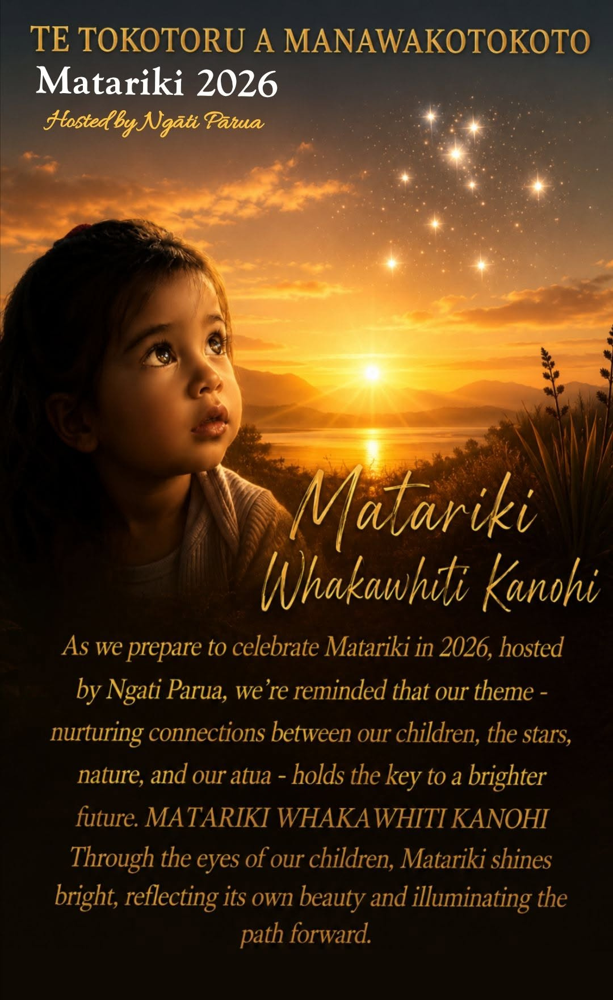 TE TOKOTORU A MANAWAKOTOKOTO
Matariki 2026
Hosted by Ngāti Pārua
Matariki
Whakawhiti Kanohi
As we prepare to celebrate Matariki in 2026, hosted
by Ngati Parua, we're reminded that our theme -
nurturing connections between our children, the stars,
nature, and our atua - holds the key to a brighter
future. MATARIKI WHAKAWHITI KANOHI
Through the eyes of our children, Matariki shines
bright, reflecting its own beauty and illuminating the
path forward.